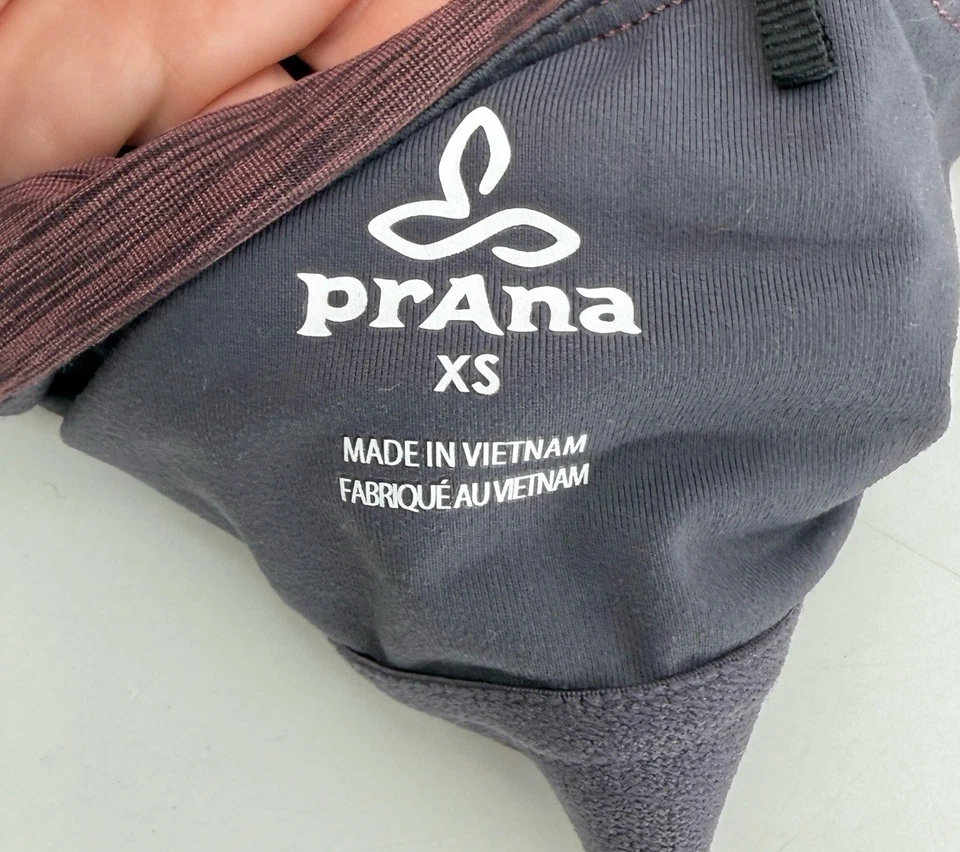 prAna
XS
MADE IN VIETNAM
FABRIQUÉ AU VIETNAM